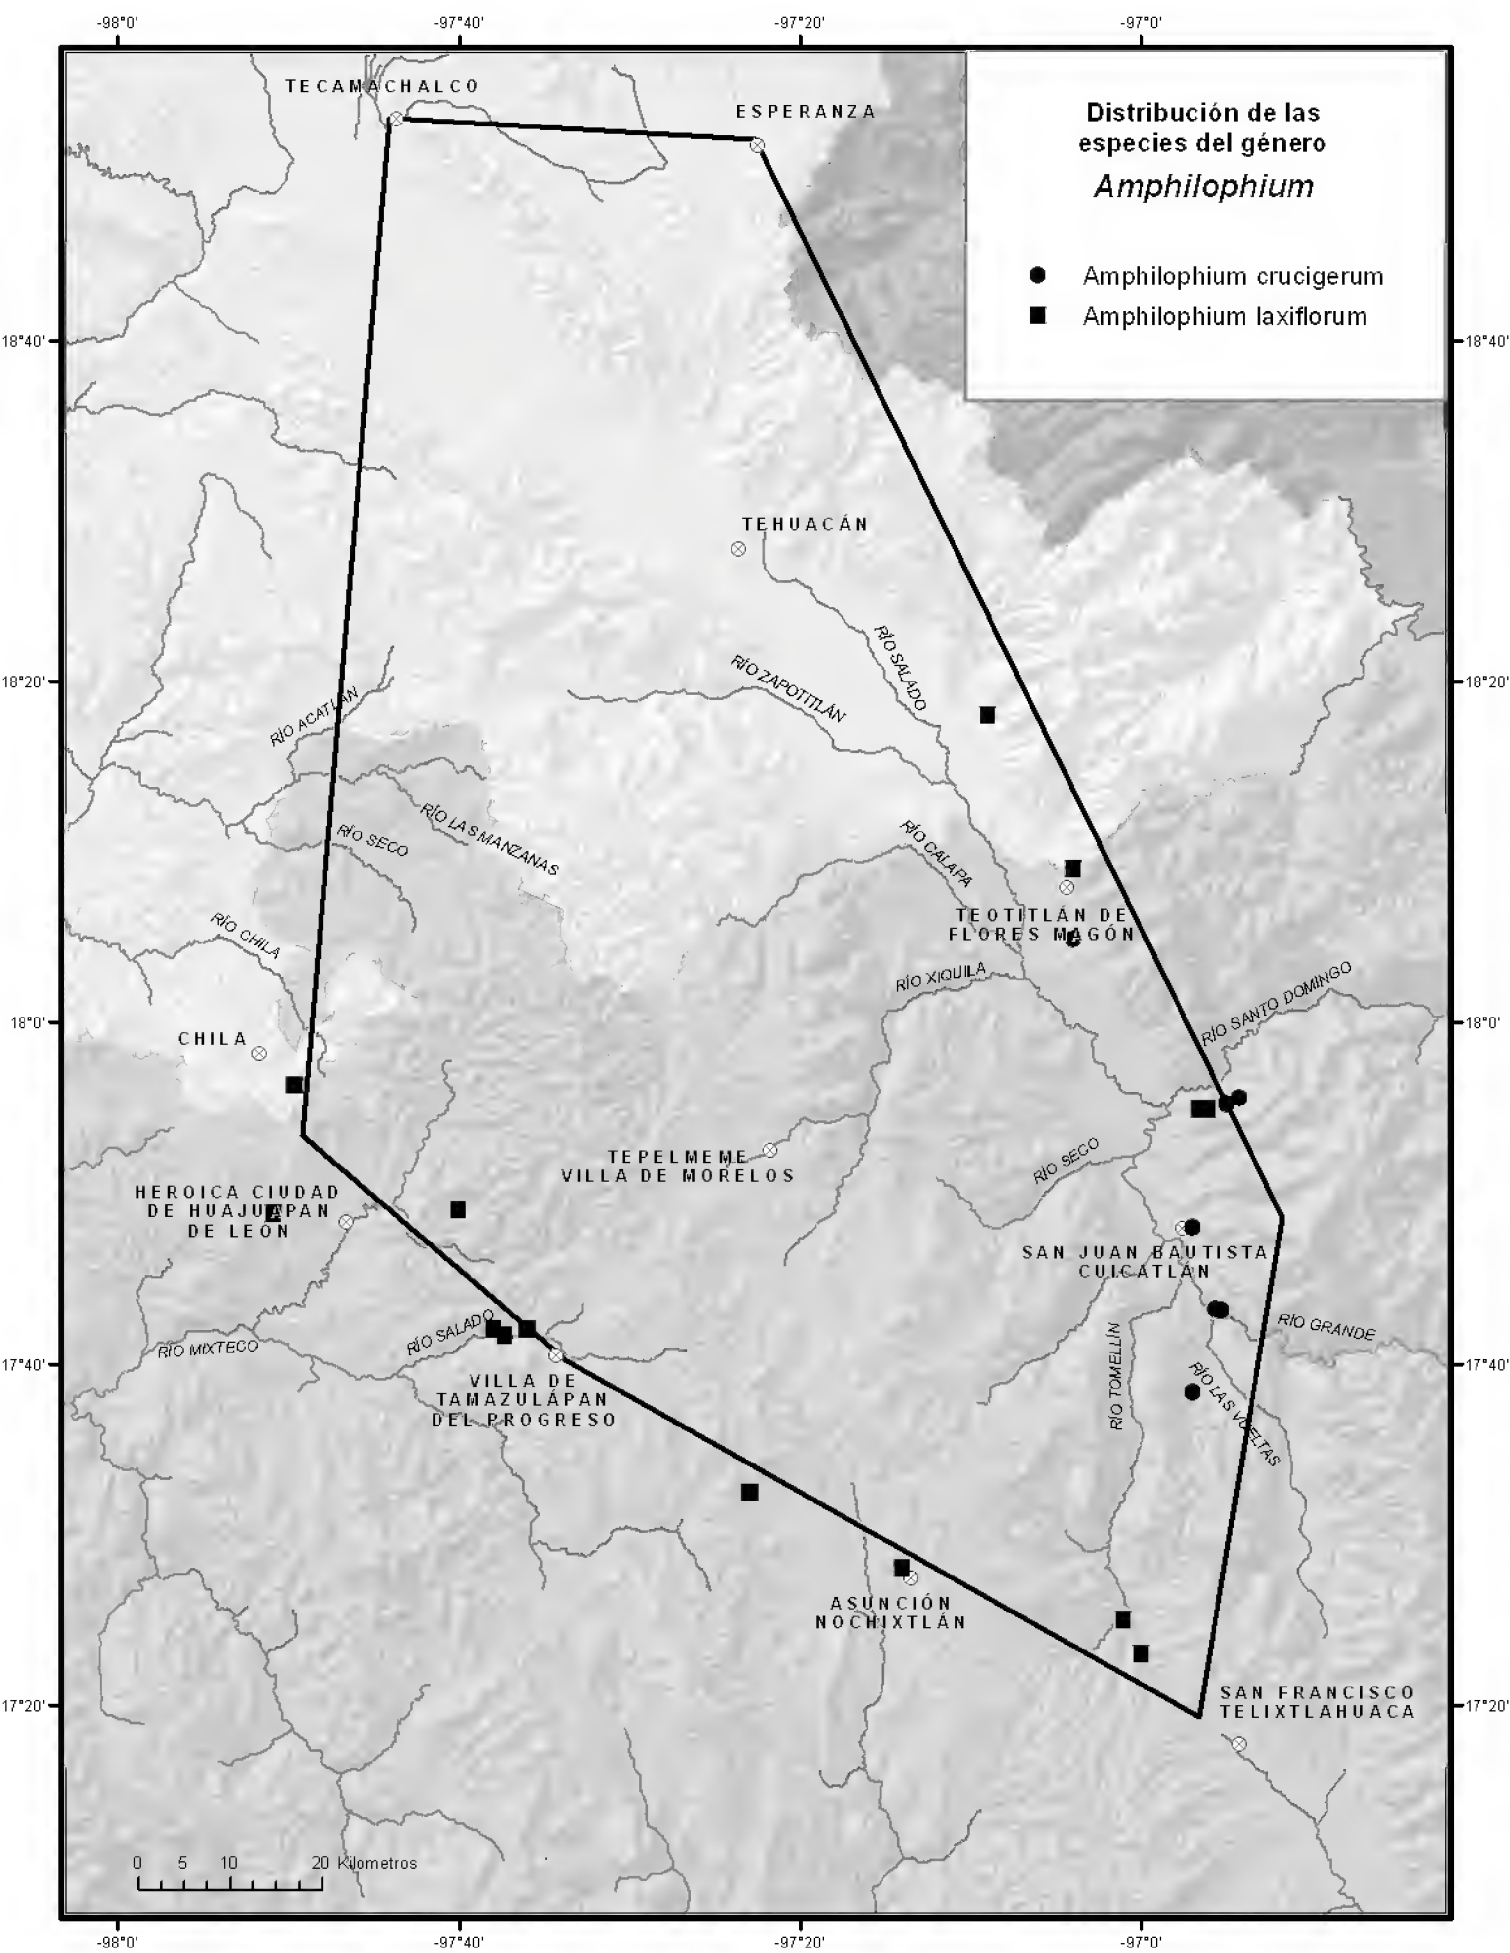 -98°0'
-97°40'
-97°20'
-97°0'
TECAMACHALCO
ESPERANZA
Distribución de las
especies del género
Amphilophium
Amphilophium crucigerum
Amphilophium laxiflorum
18°40'
18°40'
TEHUACÁN
RÍO SALADO
RÍO ZAPOTITLÁN
18°20'
18°20'
RÍO ACATLÁN
RÍO LAS MANZANAS
RÍO SECO
RÍO CALAPA
TEOTITLÁN DE
FLORES MAGÓN
RÍO CHILA
RÍO XIQUILA
RÍO SANTO DOMINGO
18°0'
18°0'
CHILA
TEPELMEME
VILLA DE MORELOS
RÍO SECO
HEROICA CIUDAD
DE HUAJUAPAN
DE LEÓN
SAN JUAN BAUTISTA
CUICATLÁN
RÍO SALADO
RÍO MIXTECO
RÍO GRANDE
RÍO TOMELLÍN
RÍO LAS VUELTAS
17°40'
17°40'
VILLA DE
TAMAZULÁPAN
DEL PROGRESO
ASUNCIÓN
NOCHIXTLÁN
SAN FRANCISCO
TELIXTLAHUACA
17°20'
17°20'
0 5 10 20 Kilometros
-98°0'
-97°40'
-97°20'
-97°0'